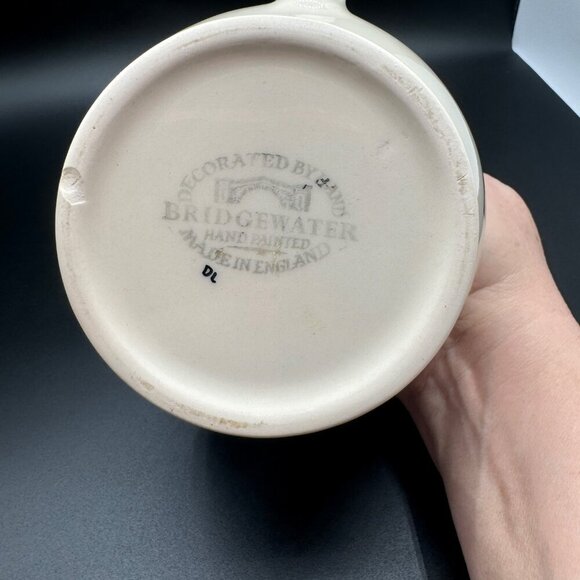 DECORATED BY HAND
BRIDGEWATER
HAND PAINTED
MADE IN ENGLAND
DL